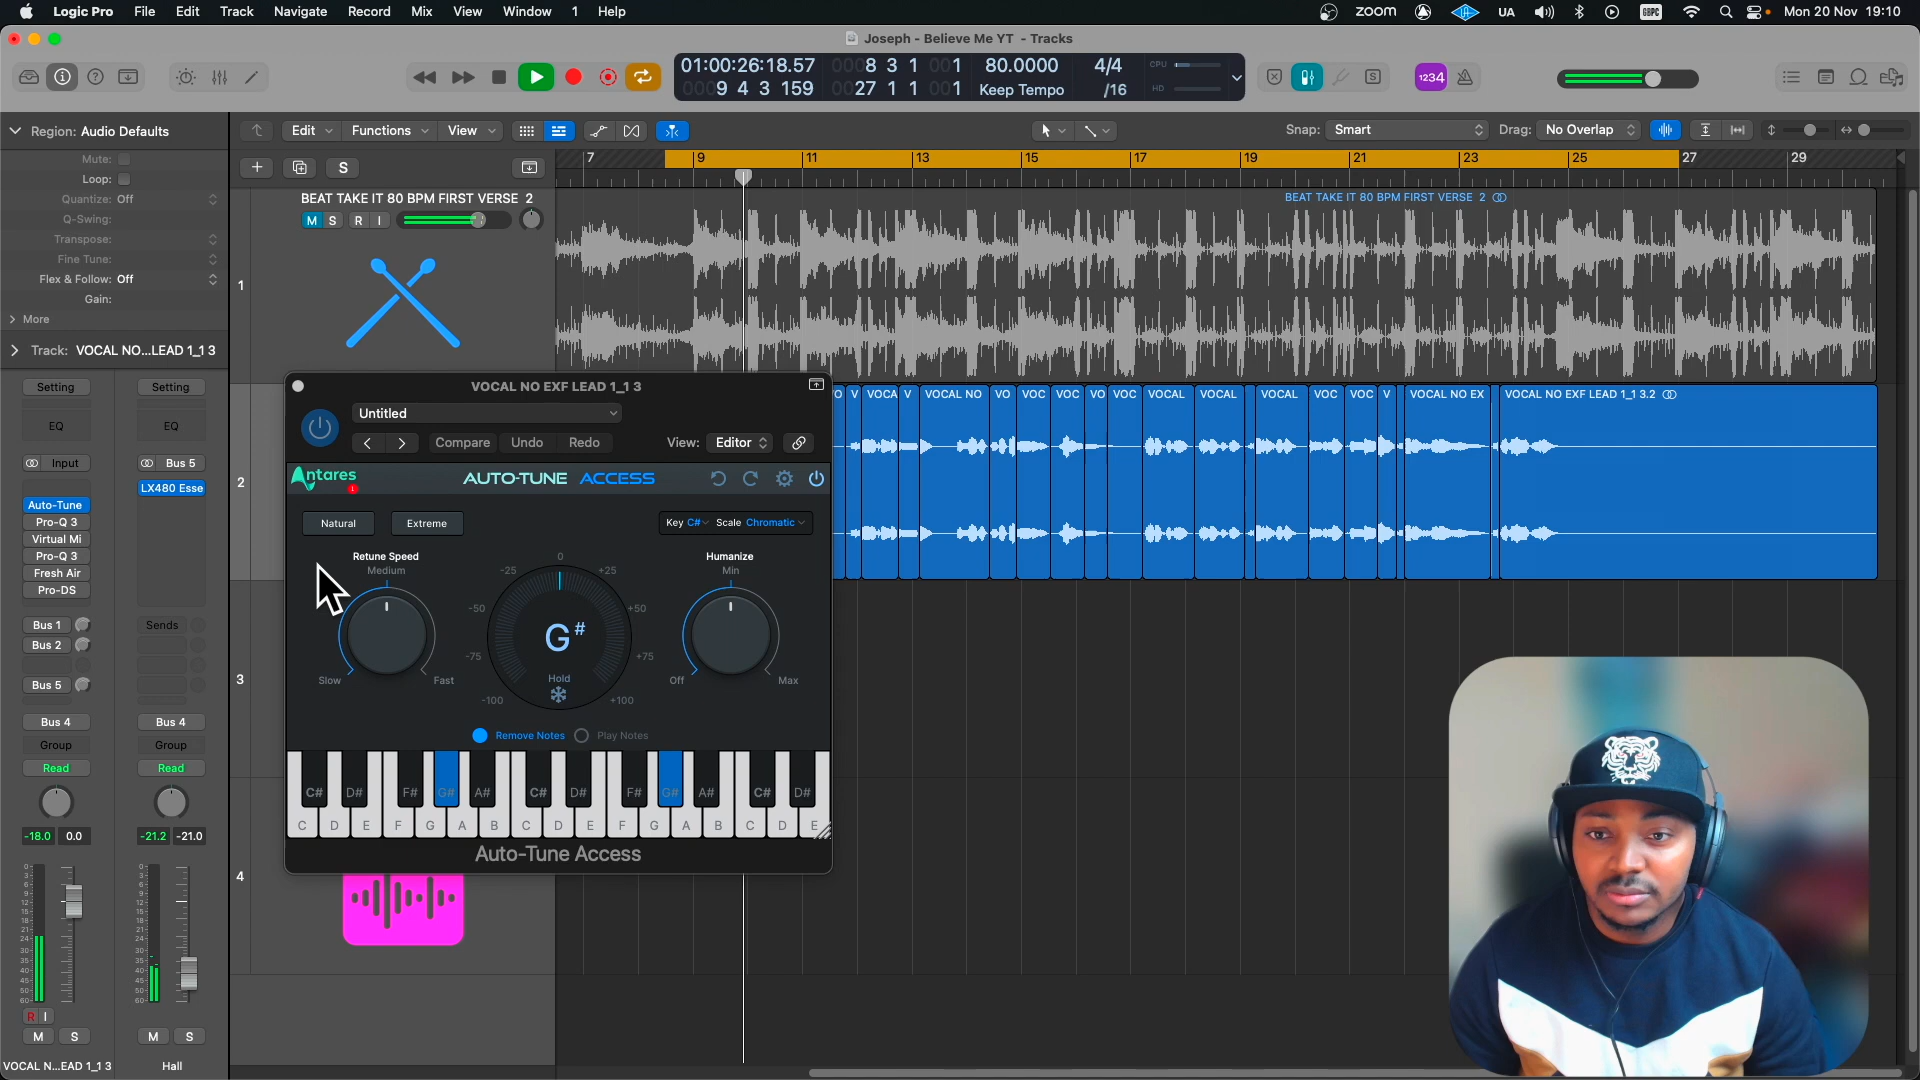 Logic Pro File Edit Track Navigate Record Mix View Window 1 Help
zoom UA GBPC Mon 20 Nov 19:10
Joseph - Believe Me YT - Tracks
01:00:26:18.57 0008 3 1 001 80.0000 4/4 CPU
0009 4 3 159 0027 1 1 001 Keep Tempo /16 HD
1234
Region: Audio Defaults
Edit Functions View
Snap: Smart Drag: No Overlap
Mute:
Loop:
Quantize: Off
Q-Swing:
Transpose:
Fine Tune:
Flex & Follow: Off
Gain:
More
Track: VOCAL NO...LEAD 1_1 3
S
7 9 11 13 15 17 19 21 23 25 27 29
BEAT TAKE IT 80 BPM FIRST VERSE 2
M S R I
BEAT TAKE IT 80 BPM FIRST VERSE 2
1
2
3
4
VOCA V VOCAL NO VO VOC VOC VO VOC VOCAL VOCAL VOCAL VOC VOC V VOCAL NO EX VOCAL NO EXF LEAD 1_1 3.2
VOCAL NO EXF LEAD 1_1 3
Untitled
Compare Undo Redo View: Editor
Antares AUTO-TUNE ACCESS
Natural Extreme Key C# Scale Chromatic
Retune Speed
Medium
Slow Fast
0
-25 +25
-50 +50
G#
-75 +75
Hold
-100 +100
Humanize
Min
Off Max
Remove Notes Play Notes
C# D# F# G# A# C# D# F# G# A# C# D#
C D E F G A B C D E F G A B C D E
Auto-Tune Access
Setting Setting
EQ EQ
Input Bus 5
LX480 Esse
Auto-Tune
Pro-Q 3
Virtual Mi
Pro-Q 3
Fresh Air
Pro-DS
Bus 1 Sends
Bus 2
Bus 5
Bus 4 Bus 4
Group Group
Read Read
-18.0 0.0 -21.2 -21.0
R I
M S M S
VOCAL N...EAD 1_1 3 Hall